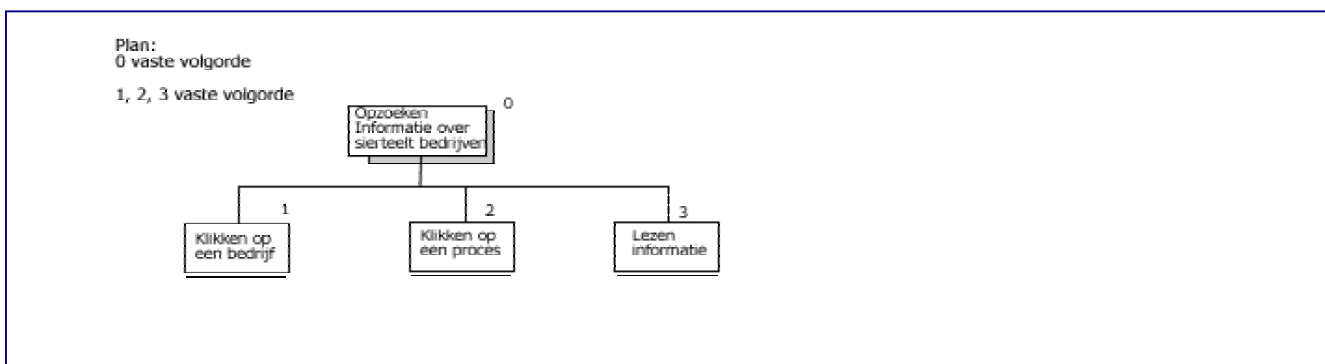 Plan:
0 vaste volgorde
1, 2, 3 vaste volgorde
0
Opzoeken
Informatie over
sierteelt bedrijven
1
Klikken op
een bedrijf
2
Klikken op
een proces
3
Lezen
informatie